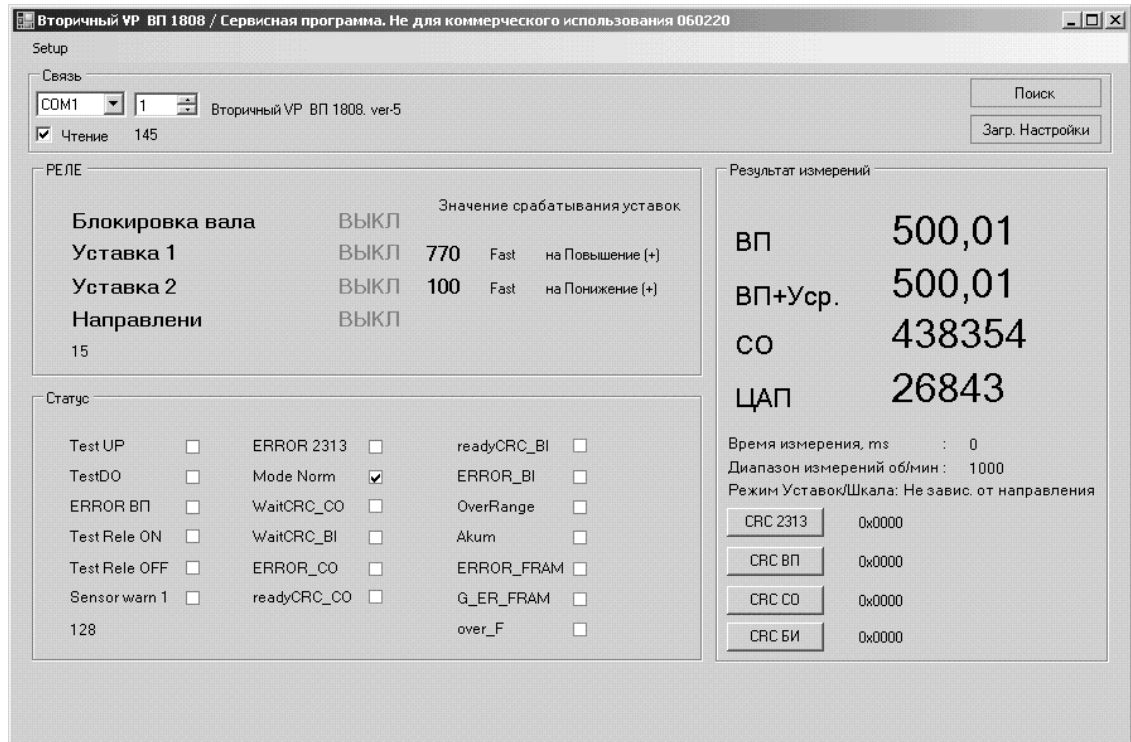 Вторичный VP ВП 1808 / Сервисная программа. Не для коммерческого использования 060220
Setup
Связь
COM1 1 Вторичный VP ВП 1808. ver-5 Поиск
Чтение 145 Загр. Настройки
РЕЛЕ
Значение срабатывания уставок
Блокировка вала ВЫКЛ
Уставка 1 ВЫКЛ 770 Fast на Повышение (+)
Уставка 2 ВЫКЛ 100 Fast на Понижение (+)
Направлени ВЫКЛ
15
Результат измерений
ВП 500,01
ВП+Уср. 500,01
СО 438354
ЦАП 26843
Время измерения, ms : 0
Диапазон измерений об/мин : 1000
Режим Уставок/Шкала: Не завис. от направления
CRC 2313 0x0000
CRC ВП 0x0000
CRC CO 0x0000
CRC БИ 0x0000
Статус
Test UP ERROR 2313 readyCRC_BI
TestDO Mode Norm ERROR_BI
ERROR ВП WaitCRC_CO OverRange
Test Rele ON WaitCRC_BI Akum
Test Rele OFF ERROR_CO ERROR_FRAM
Sensor warn 1 readyCRC_CO G_ER_FRAM
128 over_F